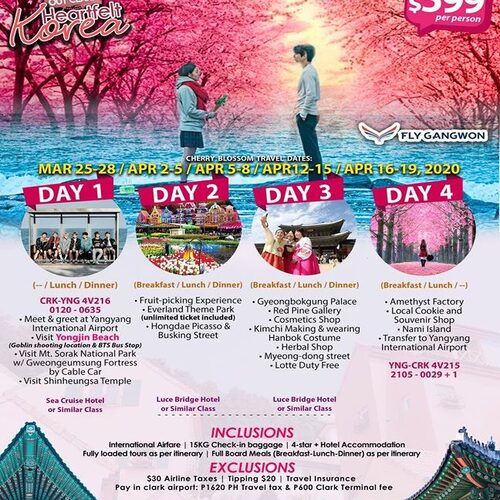 Heartfelt
Korea
$399
per person
FLY GANGWON
CHERRY BLOSSOM TRAVEL DATES:
MAR 25-28 / APR 2-5 / APR 5-8 / APR12-15 / APR 16-19, 2020
DAY 1
(-- / Lunch / Dinner)
CRK-YNG 4V216
0120 - 0635
• Meet & greet at Yangyang
International Airport
• Visit Yongjin Beach
(Goblin shooting location & BTS Bus Stop)
• Visit Mt. Sorak National Park
w/ Gwongeumsung Fortress
by Cable Car
• Visit Shinheungsa Temple
Sea Cruise Hotel
or Similar Class
DAY 2
(Breakfast / Lunch / Dinner)
• Fruit-picking Experience
• Everland Theme Park
(unlimited ticket included)
• Hongdae Picasso &
Busking Street
Luce Bridge Hotel
or Similar Class
DAY 3
(Breakfast / Lunch / Dinner)
• Gyeongbokgung Palace
• Red Pine Gallery
• Cosmetics Shop
• Kimchi Making & wearing
Hanbok Costume
• Herbal Shop
• Myeong-dong street
• Lotte Duty Free
Luce Bridge Hotel
or Similar Class
DAY 4
(Breakfast / Lunch / --)
• Amethyst Factory
• Local Cookie and
Souvenir Shop
• Nami Island
• Transfer to Yangyang
International Airport
YNG-CRK 4V215
2105 - 0029 + 1
INCLUSIONS
International Airfare | 15KG Check-in baggage | 4-star + Hotel Accommodation
Fully loaded tours as per itinerary | Full Board Meals (Breakfast-Lunch-Dinner) as per itinerary
EXCLUSIONS
$30 Airline Taxes | Tipping $20 | Travel Insurance
Pay in clark airport: P1620 PH Travel tax & P600 Clark Terminal fee